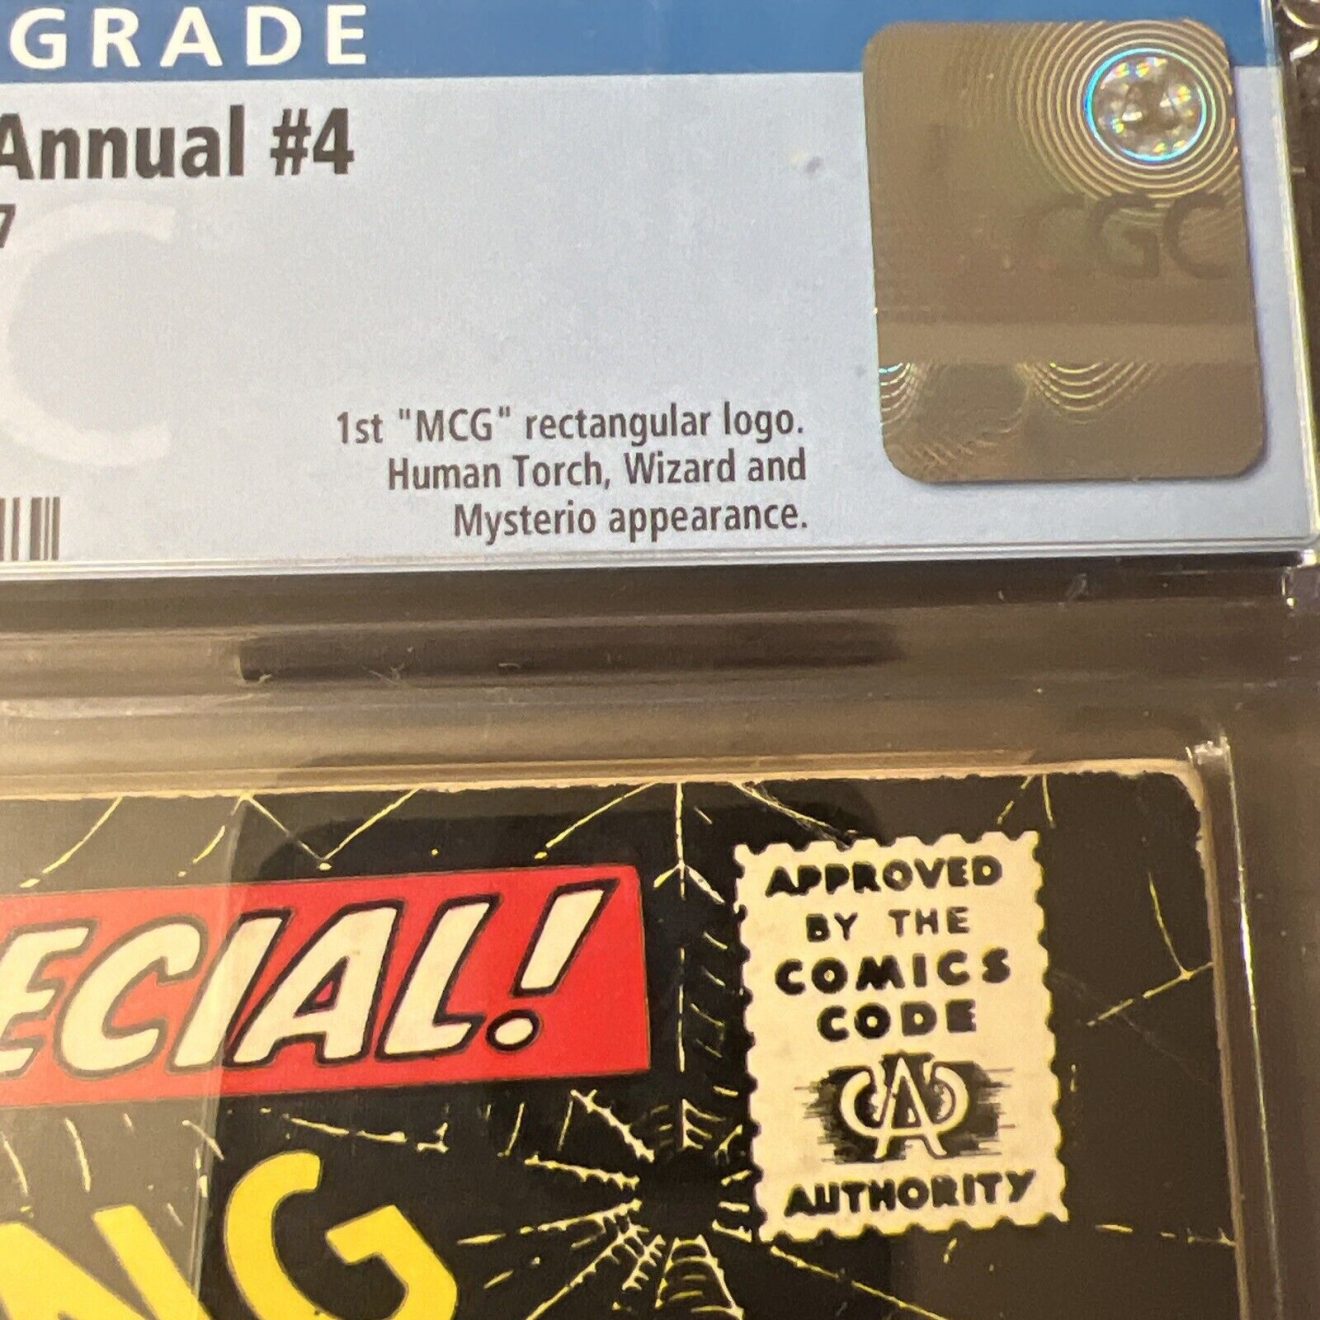 GRADE
Annual #4
7
CGC
1st "MCG" rectangular logo.
Human Torch, Wizard and
Mysterio appearance.
ECIAL!
APPROVED
BY THE
COMICS
CODE
CA
AUTHORITY
NG